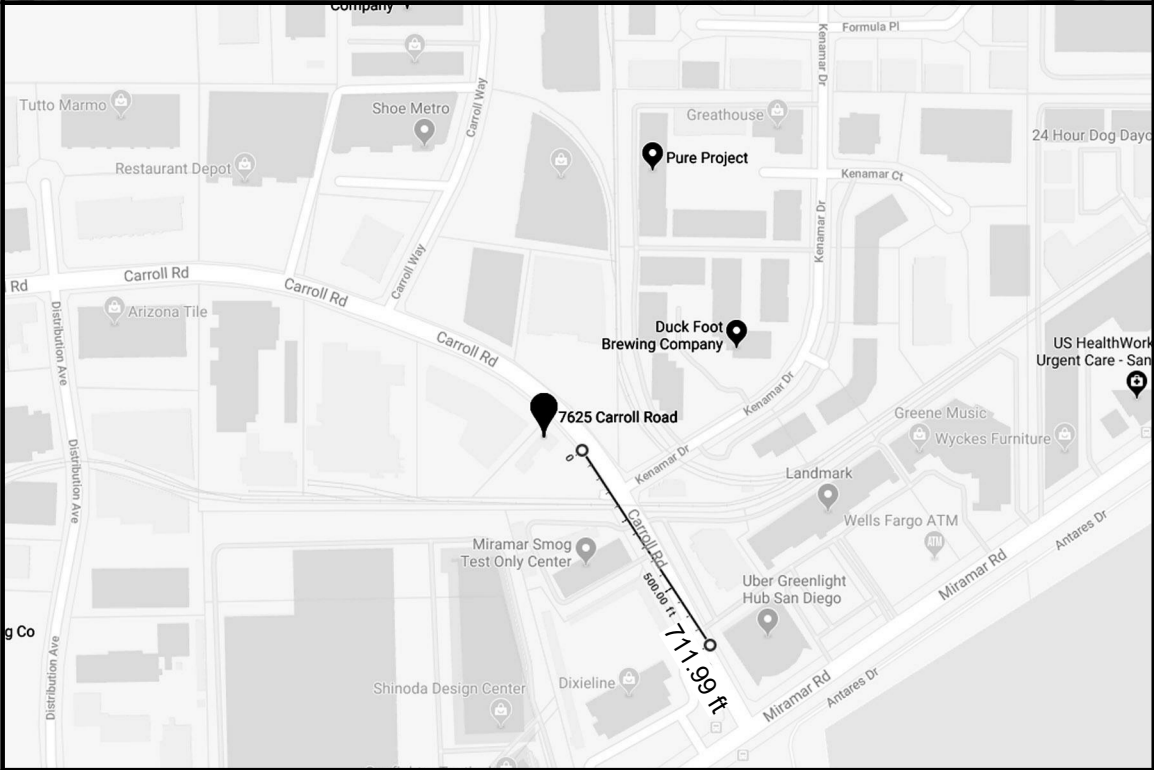 Company
Formula Pl
Kenamar Dr
Tutto Marmo
Shoe Metro
Carroll Way
Greathouse
24 Hour Dog Dayc
Restaurant Depot
Pure Project
Kenamar Ct
Kenamar Dr
Carroll Way
Rd
Carroll Rd
Carroll Rd
Arizona Tile
Distribution Ave
Carroll Rd
Duck Foot
Brewing Company
US HealthWork
Urgent Care - San
Kenamar Dr
7625 Carroll Road
Greene Music
Wyckes Furniture
Distribution Ave
0
Kenamar Dr
Landmark
Carroll Rd
Wells Fargo ATM
ATM
Antares Dr
Miramar Smog
Test Only Center
Miramar Rd
500.00 ft
Uber Greenlight
Hub San Diego
g Co
711.99 ft
Distribution Ave
Shinoda Design Center
Dixieline
Miramar Rd
Antares Dr